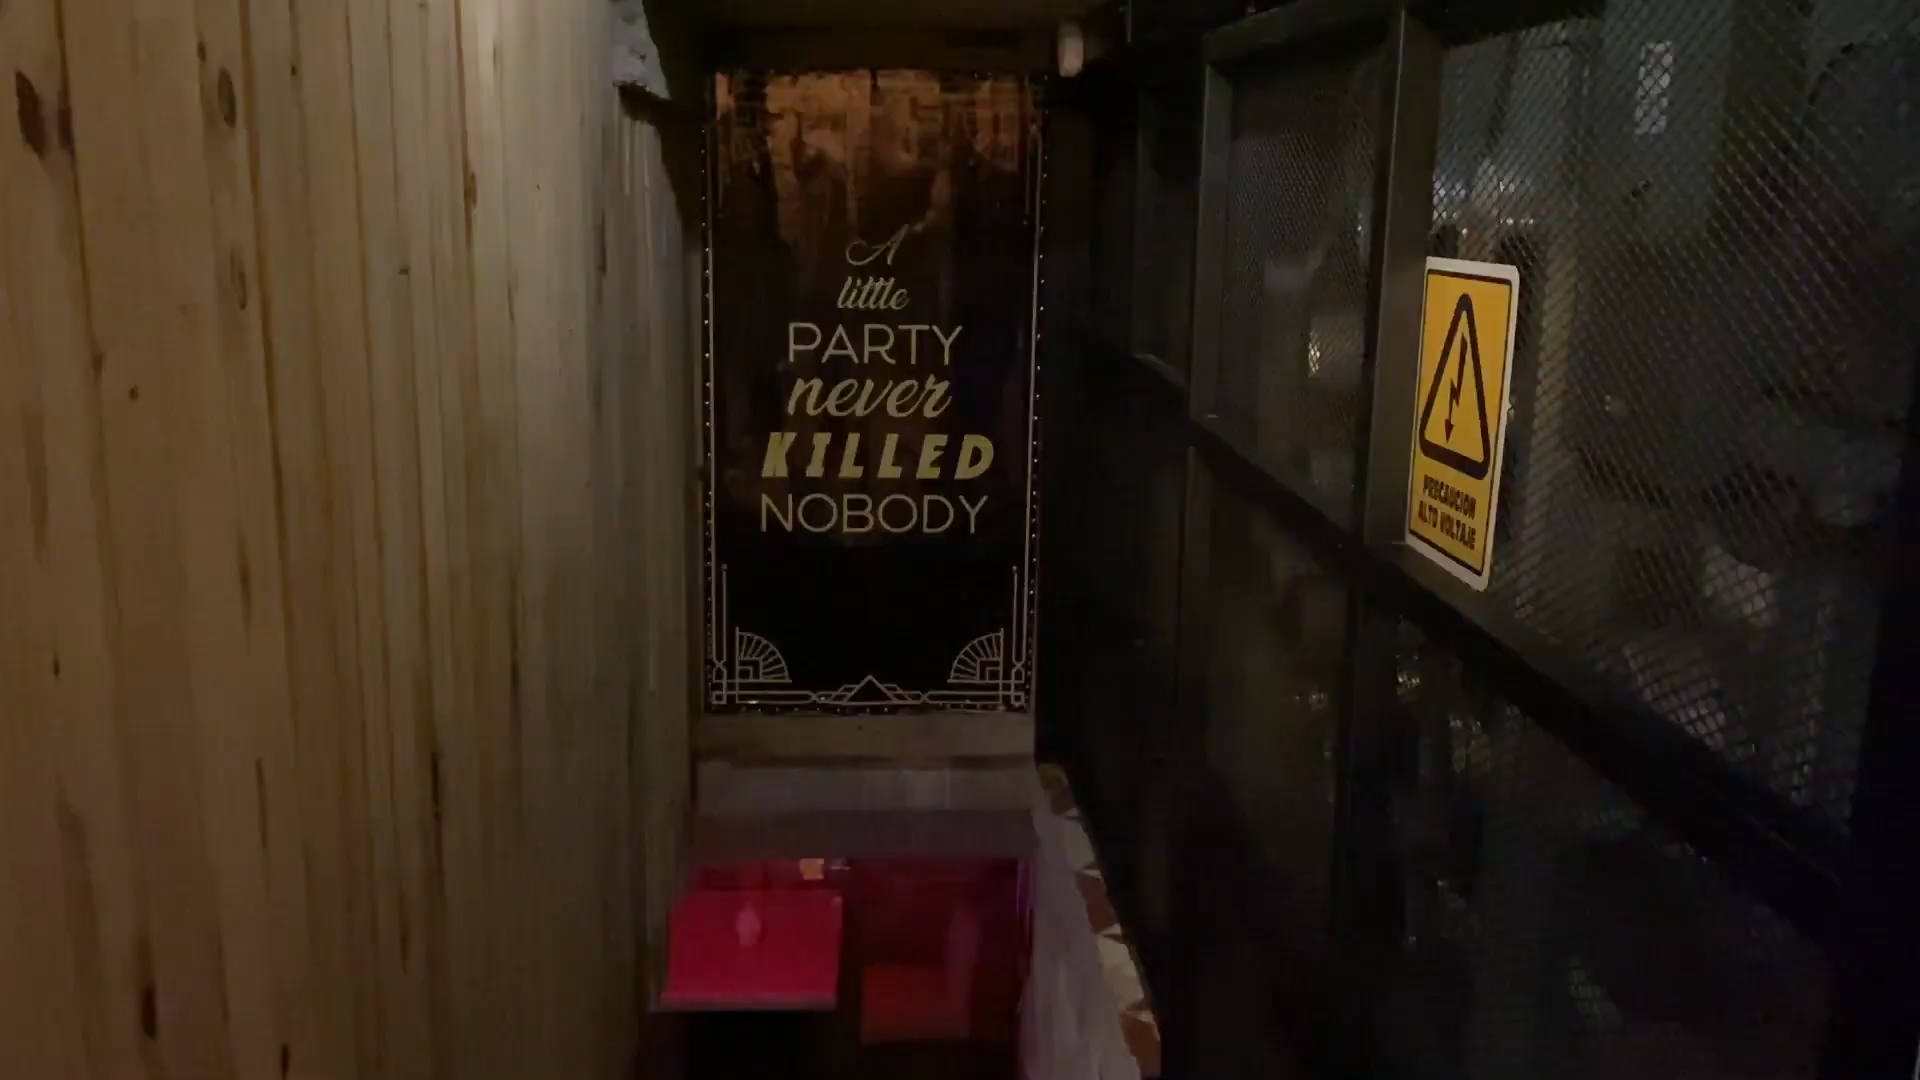 A
little
PARTY
never
KILLED
NOBODY
PRECAUCION
ALTO VOLTAJE